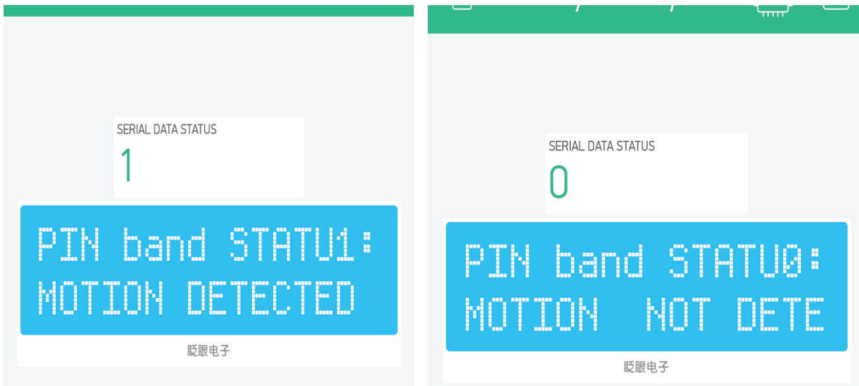 SERIAL DATA STATUS
1
PIN band STATU1:
MOTION DETECTED
眨眼电子
SERIAL DATA STATUS
0
PIN band STATU0:
MOTION  NOT DETE
眨眼电子